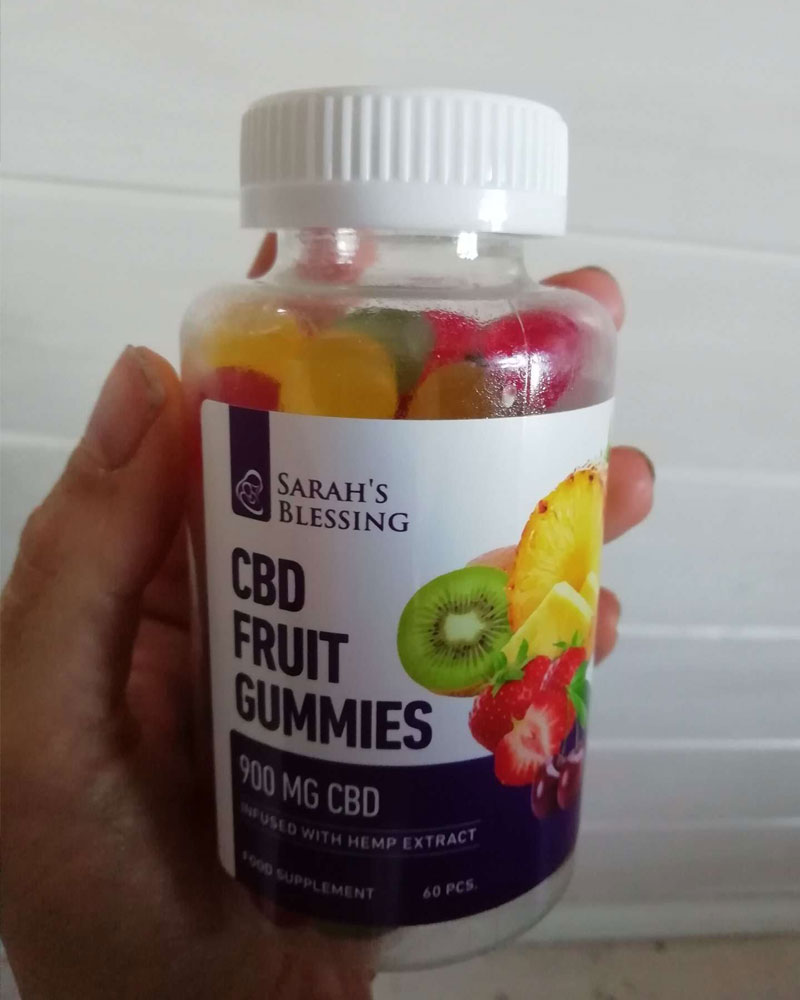 SARAH'S
BLESSING
CBD
FRUIT
GUMMIES
900 MG CBD
INFUSED WITH HEMP EXTRACT
FOOD SUPPLEMENT 60 PCS.